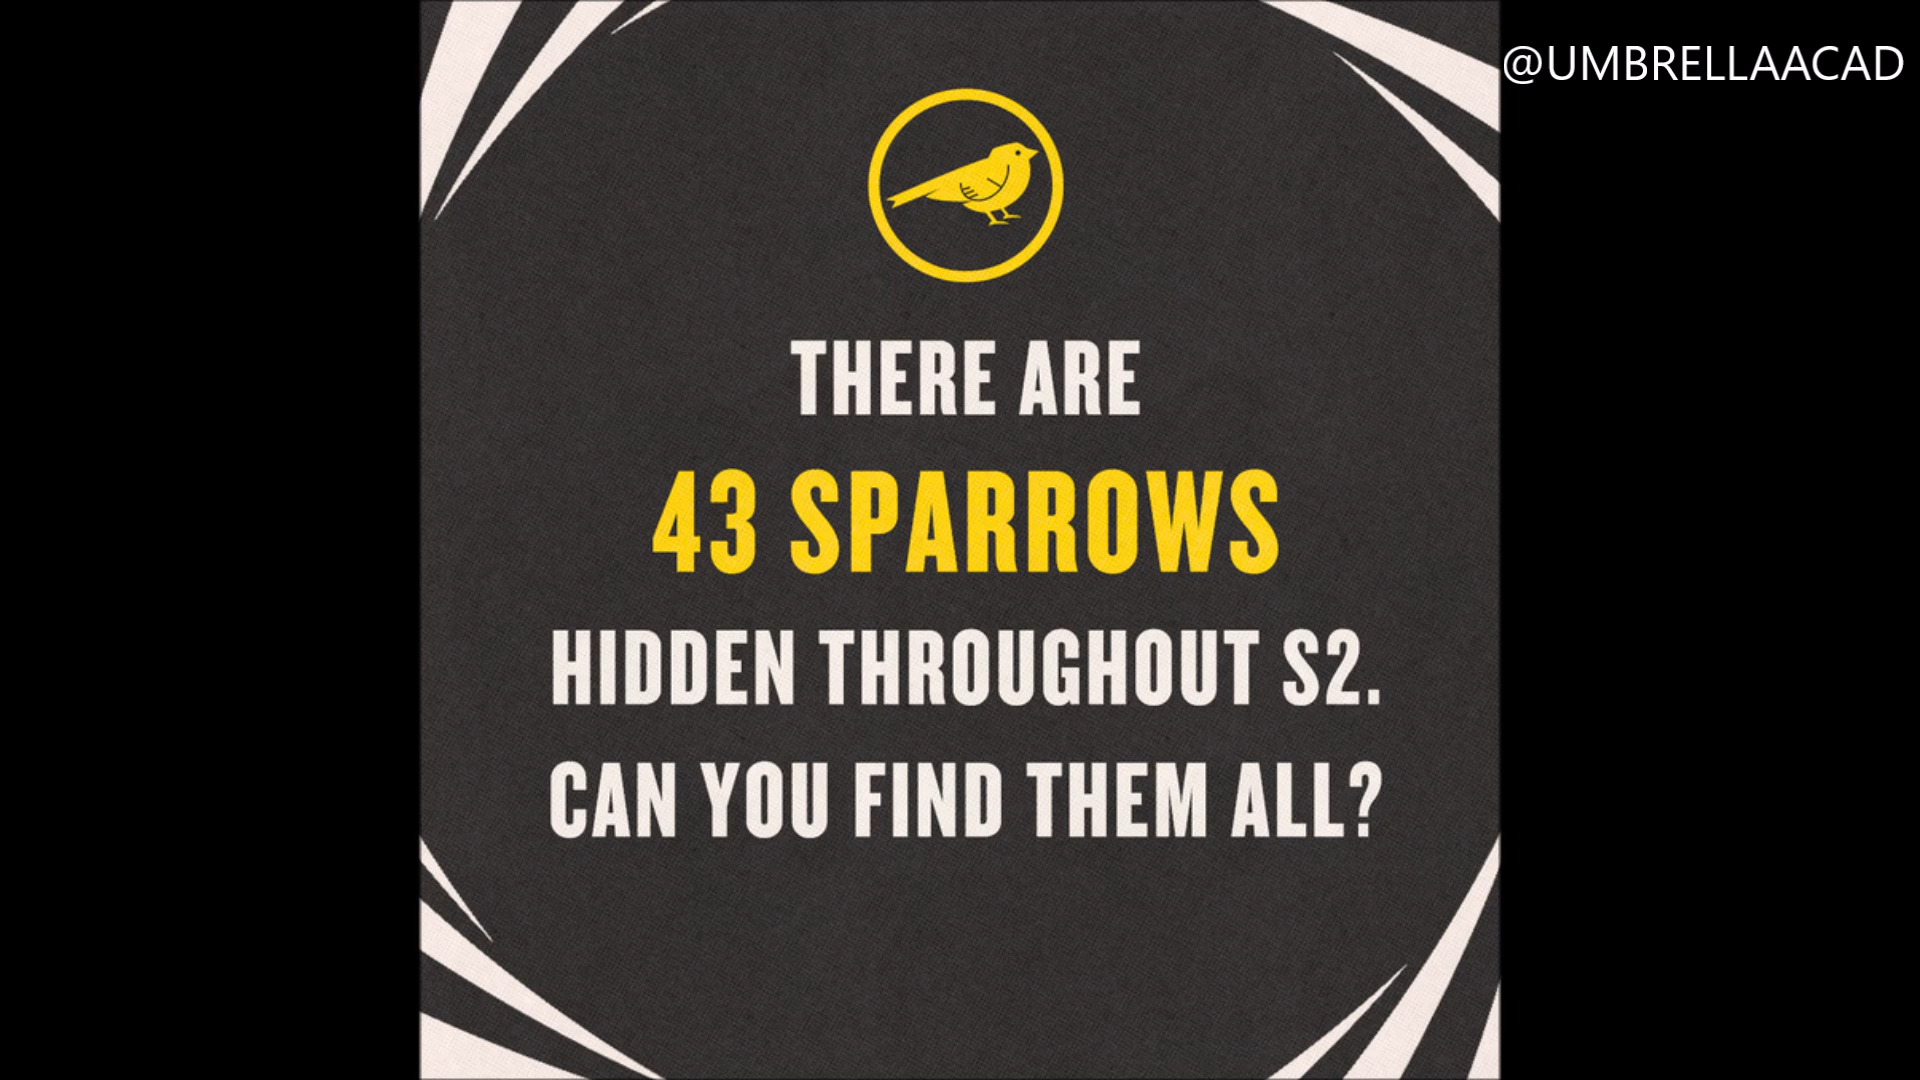 @UMBRELLAACAD
THERE ARE
43 SPARROWS
HIDDEN THROUGHOUT S2.
CAN YOU FIND THEM ALL?